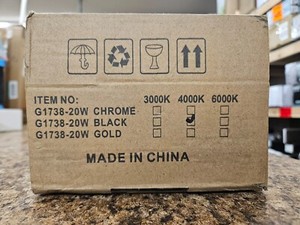 ITEM NO: 3000K 4000K 6000K
G1738-20W CHROME
G1738-20W BLACK
G1738-20W GOLD
MADE IN CHINA